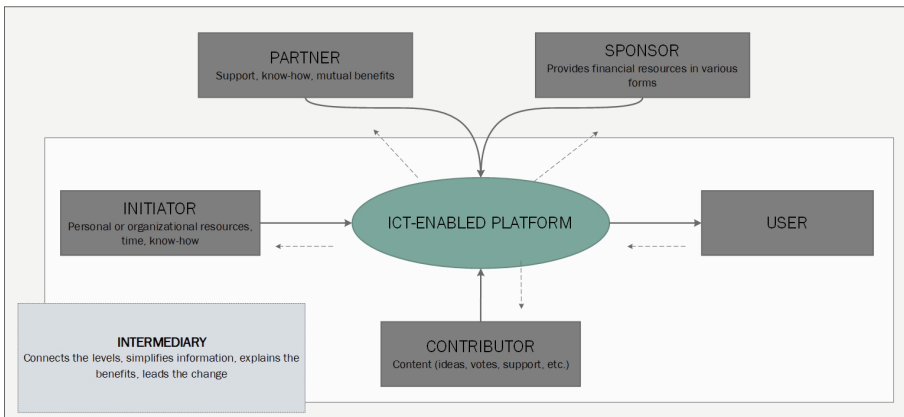 PARTNER
Support, know-how, mutual benefits
SPONSOR
Provides financial resources in various
forms
INITIATOR
Personal or organizational resources,
time, know-how
ICT-ENABLED PLATFORM
USER
INTERMEDIARY
Connects the levels, simplifies information, explains the
benefits, leads the change
CONTRIBUTOR
Content (ideas, votes, support, etc.)